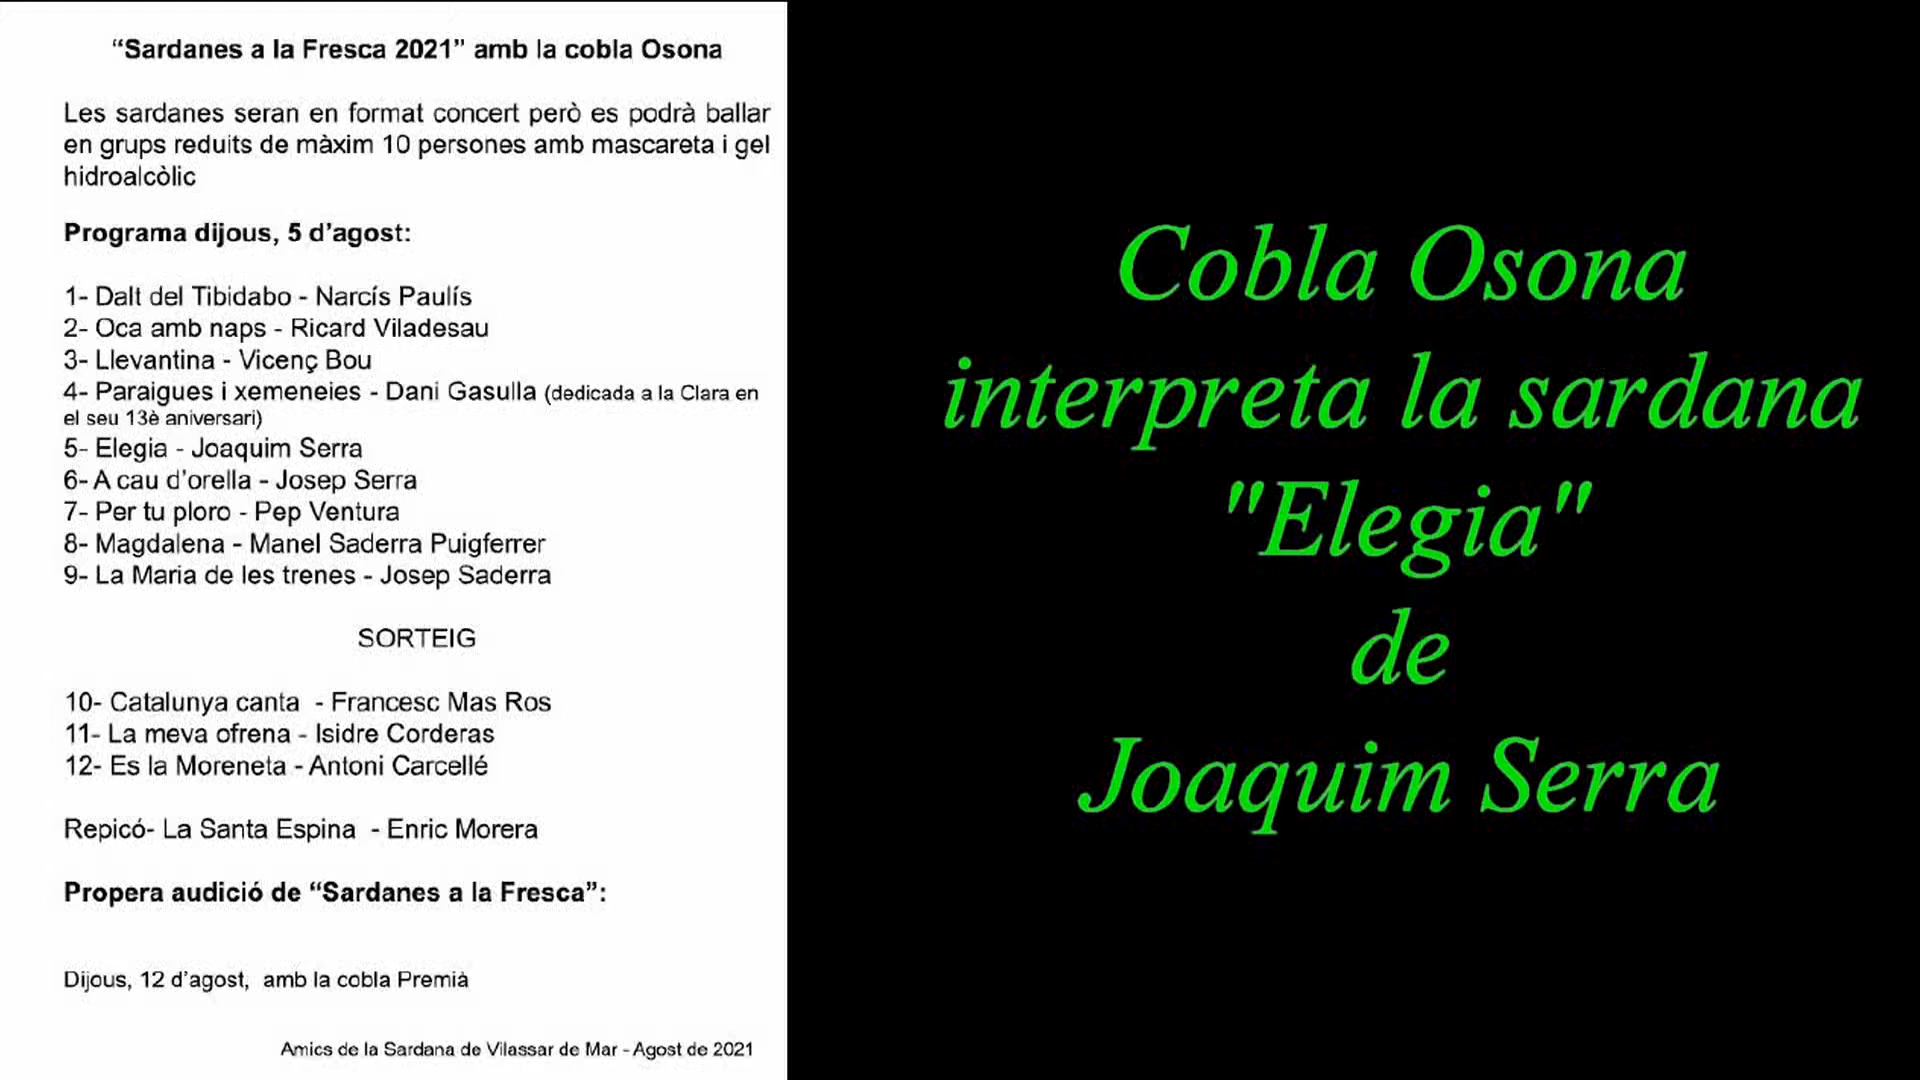 “Sardanes a la Fresca 2021” amb la cobla Osona
Les sardanes seran en format concert però es podrà ballar
en grups reduits de màxim 10 persones amb mascareta i gel
hidroalcòlic
Programa dijous, 5 d’agost:
1- Dalt del Tibidabo - Narcís Paulís
2- Oca amb naps - Ricard Viladesau
3- Llevantina - Vicenç Bou
4- Paraigues i xemeneies - Dani Gasulla (dedicada a la Clara en
el seu 13è aniversari)
5- Elegia - Joaquim Serra
6- A cau d’orella - Josep Serra
7- Per tu ploro - Pep Ventura
8- Magdalena - Manel Saderra Puigferrer
9- La Maria de les trenes - Josep Saderra
SORTEIG
10- Catalunya canta - Francesc Mas Ros
11- La meva ofrena - Isidre Corderas
12- Es la Moreneta - Antoni Carcellé
Repicó- La Santa Espina - Enric Morera
Propera audició de “Sardanes a la Fresca”:
Dijous, 12 d’agost, amb la cobla Premià
Amics de la Sardana de Vilassar de Mar - Agost de 2021
Cobla Osona
interpreta la sardana
"Elegia"
de
Joaquim Serra